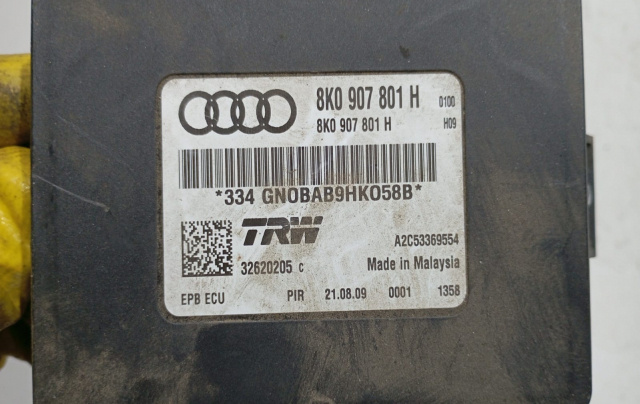 8K0 907 801 H 0100
8K0 907 801 H H09
*334 GN0BAB9HK058B*
TRW A2C53369554
32620205 C Made in Malaysia
EPB ECU PIR 21.08.09 0001 1358